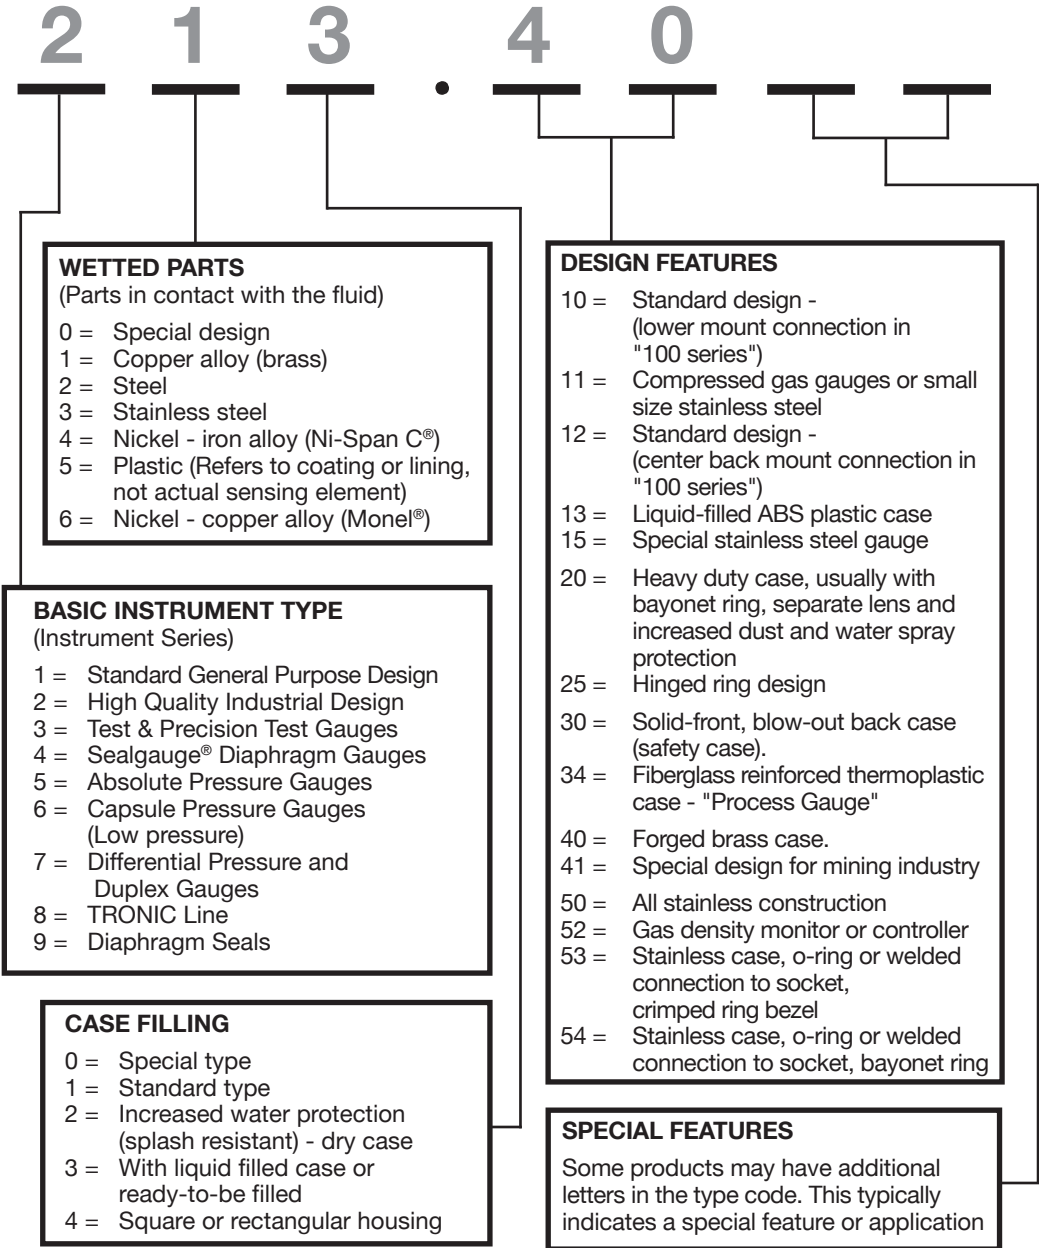 2 1 3 . 4 0
WETTED PARTS
(Parts in contact with the fluid)
0 = Special design
1 = Copper alloy (brass)
2 = Steel
3 = Stainless steel
4 = Nickel - iron alloy (Ni-Span C®)
5 = Plastic (Refers to coating or lining,
not actual sensing element)
6 = Nickel - copper alloy (Monel®)
BASIC INSTRUMENT TYPE
(Instrument Series)
1 = Standard General Purpose Design
2 = High Quality Industrial Design
3 = Test & Precision Test Gauges
4 = Sealgauge® Diaphragm Gauges
5 = Absolute Pressure Gauges
6 = Capsule Pressure Gauges
(Low pressure)
7 = Differential Pressure and
Duplex Gauges
8 = TRONIC Line
9 = Diaphragm Seals
CASE FILLING
0 = Special type
1 = Standard type
2 = Increased water protection
(splash resistant) - dry case
3 = With liquid filled case or
ready-to-be filled
4 = Square or rectangular housing
DESIGN FEATURES
10 = Standard design -
(lower mount connection in
"100 series")
11 = Compressed gas gauges or small
size stainless steel
12 = Standard design -
(center back mount connection in
"100 series")
13 = Liquid-filled ABS plastic case
15 = Special stainless steel gauge
20 = Heavy duty case, usually with
bayonet ring, separate lens and
increased dust and water spray
protection
25 = Hinged ring design
30 = Solid-front, blow-out back case
(safety case).
34 = Fiberglass reinforced thermoplastic
case - "Process Gauge"
40 = Forged brass case.
41 = Special design for mining industry
50 = All stainless construction
52 = Gas density monitor or controller
53 = Stainless case, o-ring or welded
connection to socket,
crimped ring bezel
54 = Stainless case, o-ring or welded
connection to socket, bayonet ring
SPECIAL FEATURES
Some products may have additional
letters in the type code. This typically
indicates a special feature or application